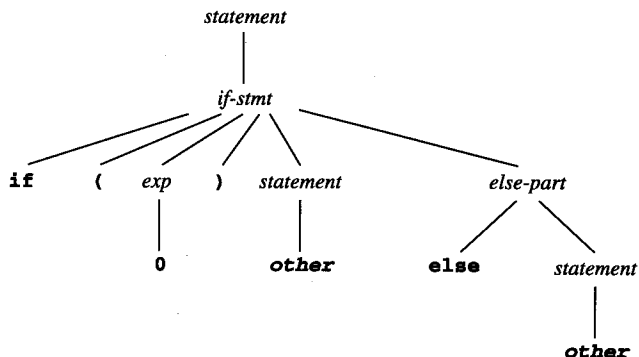 statement
if-stmt
if ( exp ) statement else-part
0 other else statement
other